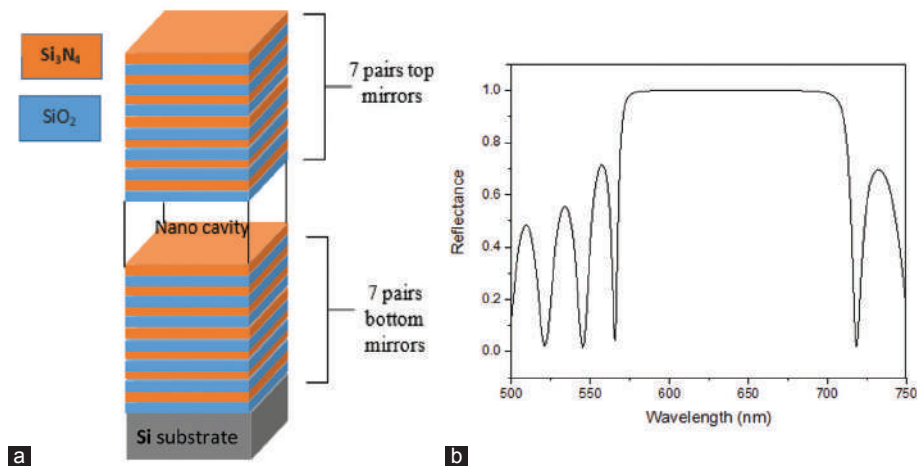 Si₃N₄
SiO₂
7 pairs top
mirrors
Nano cavity
7 pairs
bottom
mirrors
Si substrate
a
1.0
0.8
0.6
0.4
0.2
0.0
Reflectance
500
550
600
650
700
750
Wavelength (nm)
b